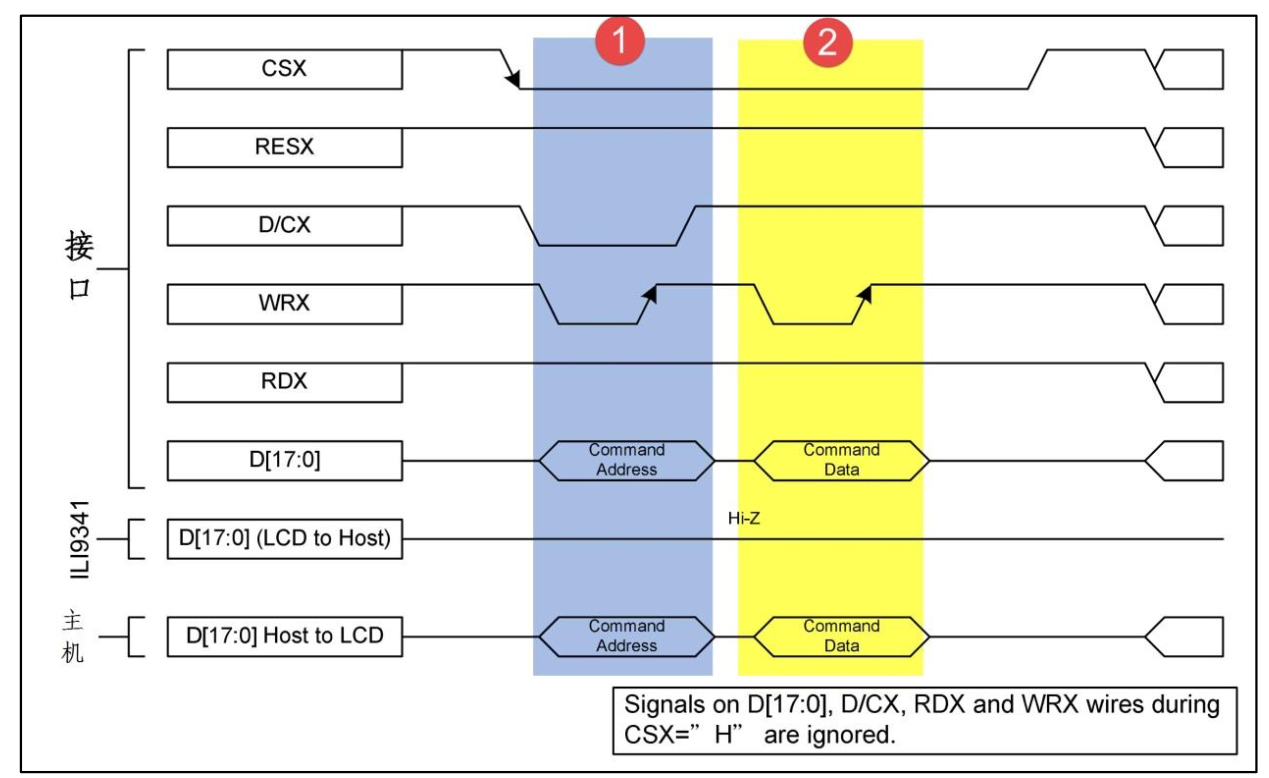 1
2
CSX
RESX
D/CX
接
口
WRX
RDX
D[17:0]
Command
Address
Command
Data
ILI9341
D[17:0] (LCD to Host)
Hi-Z
主
机
D[17:0] Host to LCD
Command
Address
Command
Data
Signals on D[17:0], D/CX, RDX and WRX wires during
CSX=”H” are ignored.